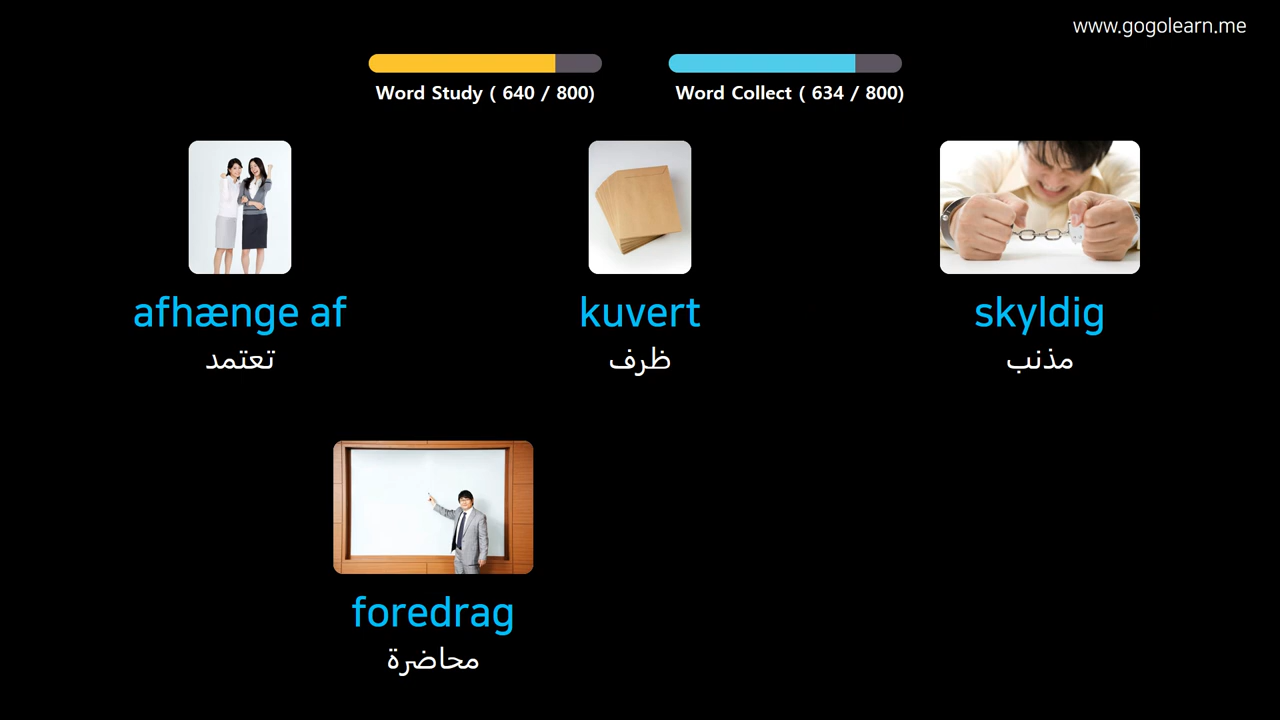 www.gogolearn.me
Word Study ( 640 / 800)
Word Collect ( 634 / 800)
afhænge af
تعتمد
kuvert
ظرف
skyldig
مذنب
foredrag
محاضرة